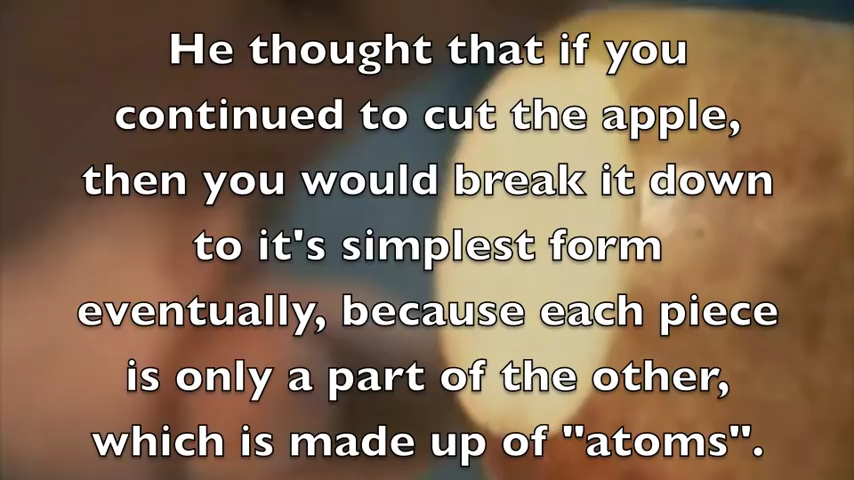 He thought that if you
continued to cut the apple,
then you would break it down
to it's simplest form
eventually, because each piece
is only a part of the other,
which is made up of "atoms".